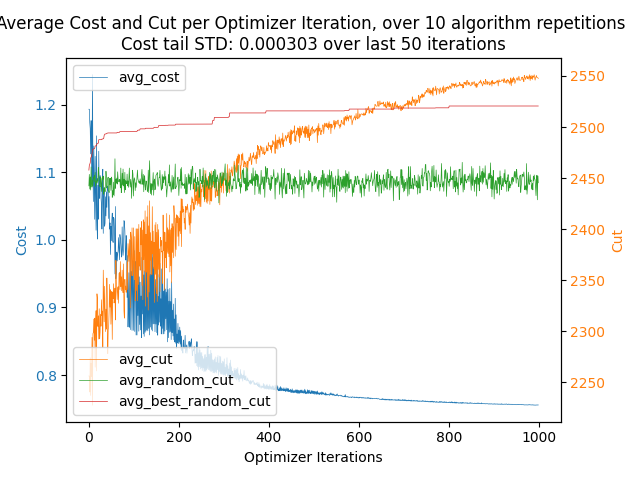 Average Cost and Cut per Optimizer Iteration, over 10 algorithm repetitions
Cost tail STD: 0.000303 over last 50 iterations
avg_cost
1.2
1.1
1.0
0.9
0.8
Cost
2550
2500
2450
2400
2350
2300
2250
Cut
avg_cut
avg_random_cut
avg_best_random_cut
0 200 400 600 800 1000
Optimizer Iterations